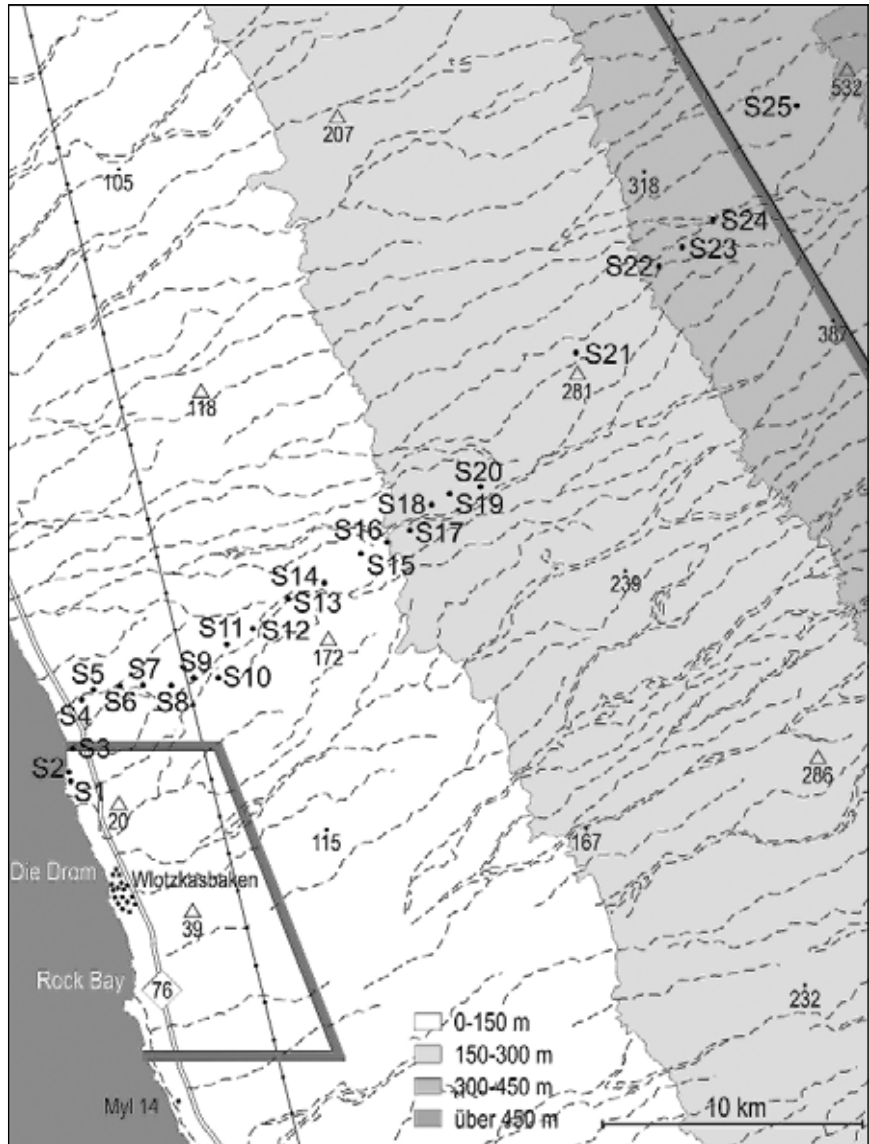 532
S25
207
105
318
S24
S23
S22
387
S21
281
118
S20
S18
S19
S16
S17
S15
S14
S13
239
S11
S12
172
S9
S7
S5
S10
S6
S8
S4
S3
S2
286
S1
20
115
167
Die Dram
Wlotzkasbaken
39
Rock Bay
76
232
0-150 m
150-300 m
300-450 m
über 450 m
10 km
Myl 14